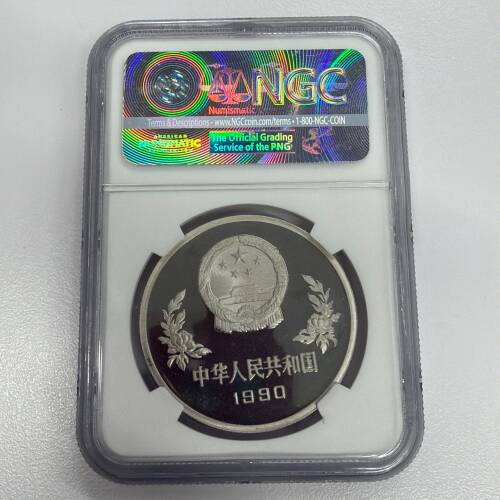 NGC
Numismatic
Terms & Descriptions - www.NGCcoin.com/terms • 1-800-NGC-COIN
AMERICAN
NUMISMATIC
The Official Grading
Service of the PNG
中华人民共和国
1990